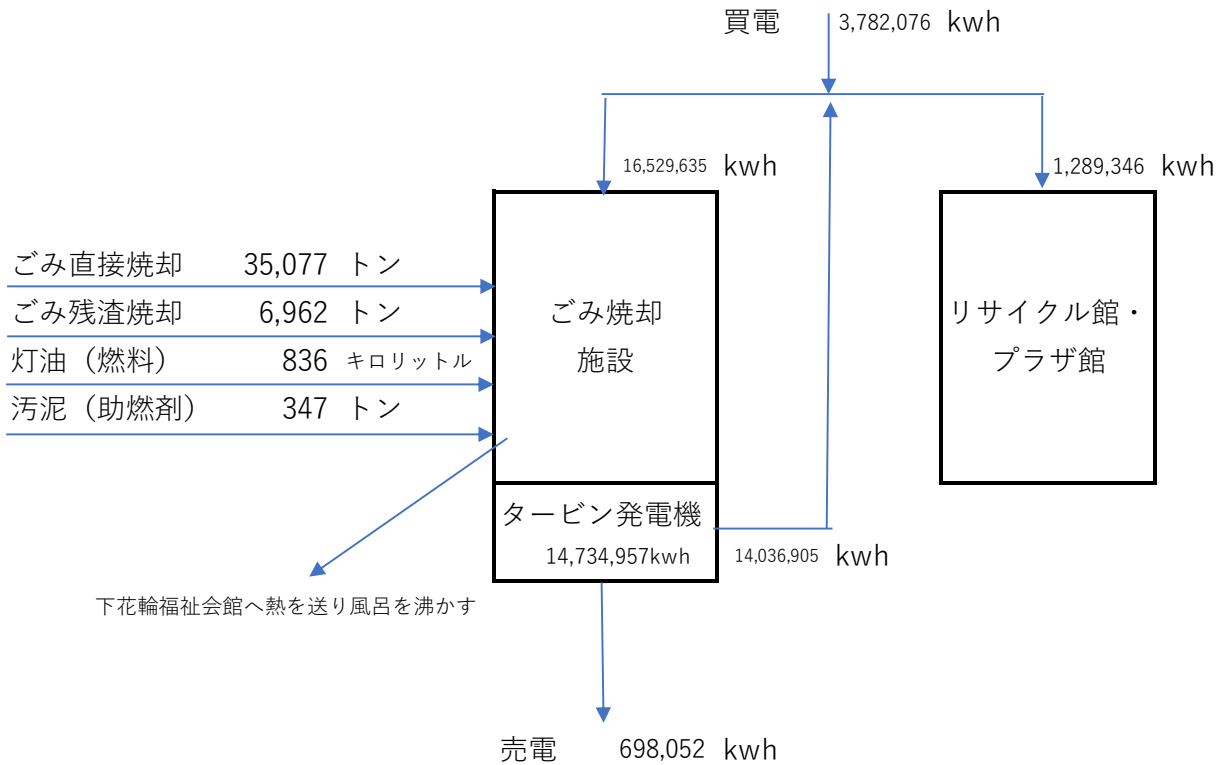 買電 3,782,076 kwh
16,529,635 kwh
1,289,346 kwh
ごみ直接焼却 35,077 トン
ごみ残渣焼却 6,962 トン
灯油（燃料） 836 キロリットル
汚泥（助燃剤） 347 トン
ごみ焼却
施設
リサイクル館・
プラザ館
タービン発電機
14,734,957kwh
14,036,905 kwh
下花輪福祉会館へ熱を送り風呂を沸かす
売電 698,052 kwh